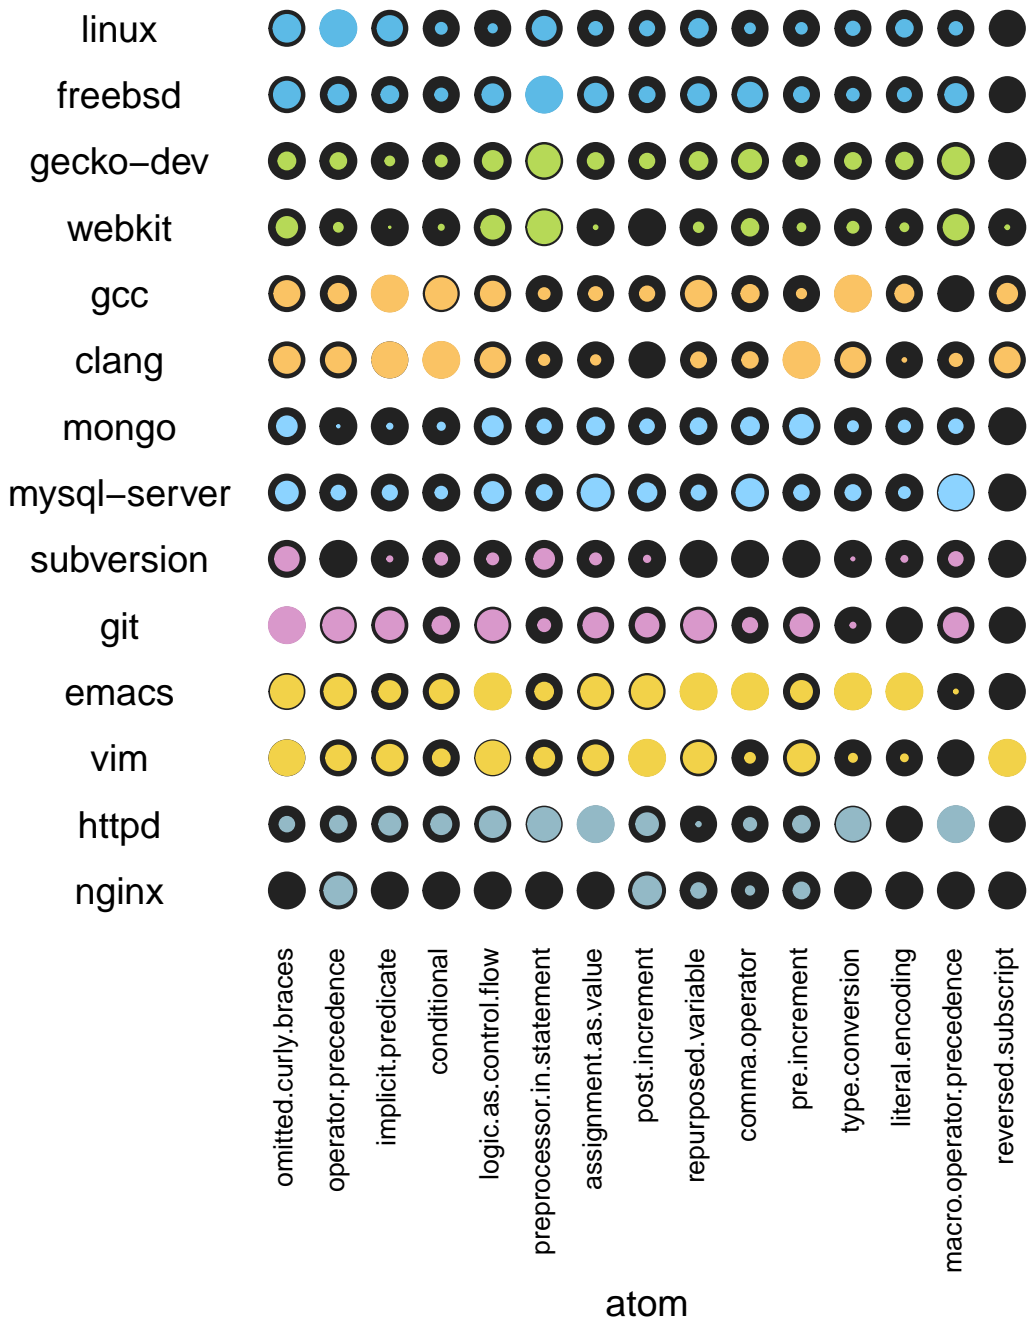 linux
freebsd
gecko−dev
webkit
gcc
clang
mongo
mysql−server
subversion
git
emacs
vim
httpd
nginx
omitted.curly.braces
operator.precedence
implicit.predicate
conditional
logic.as.control.flow
preprocessor.in.statement
assignment.as.value
post.increment
repurposed.variable
comma.operator
pre.increment
type.conversion
literal.encoding
macro.operator.precedence
reversed.subscript
atom